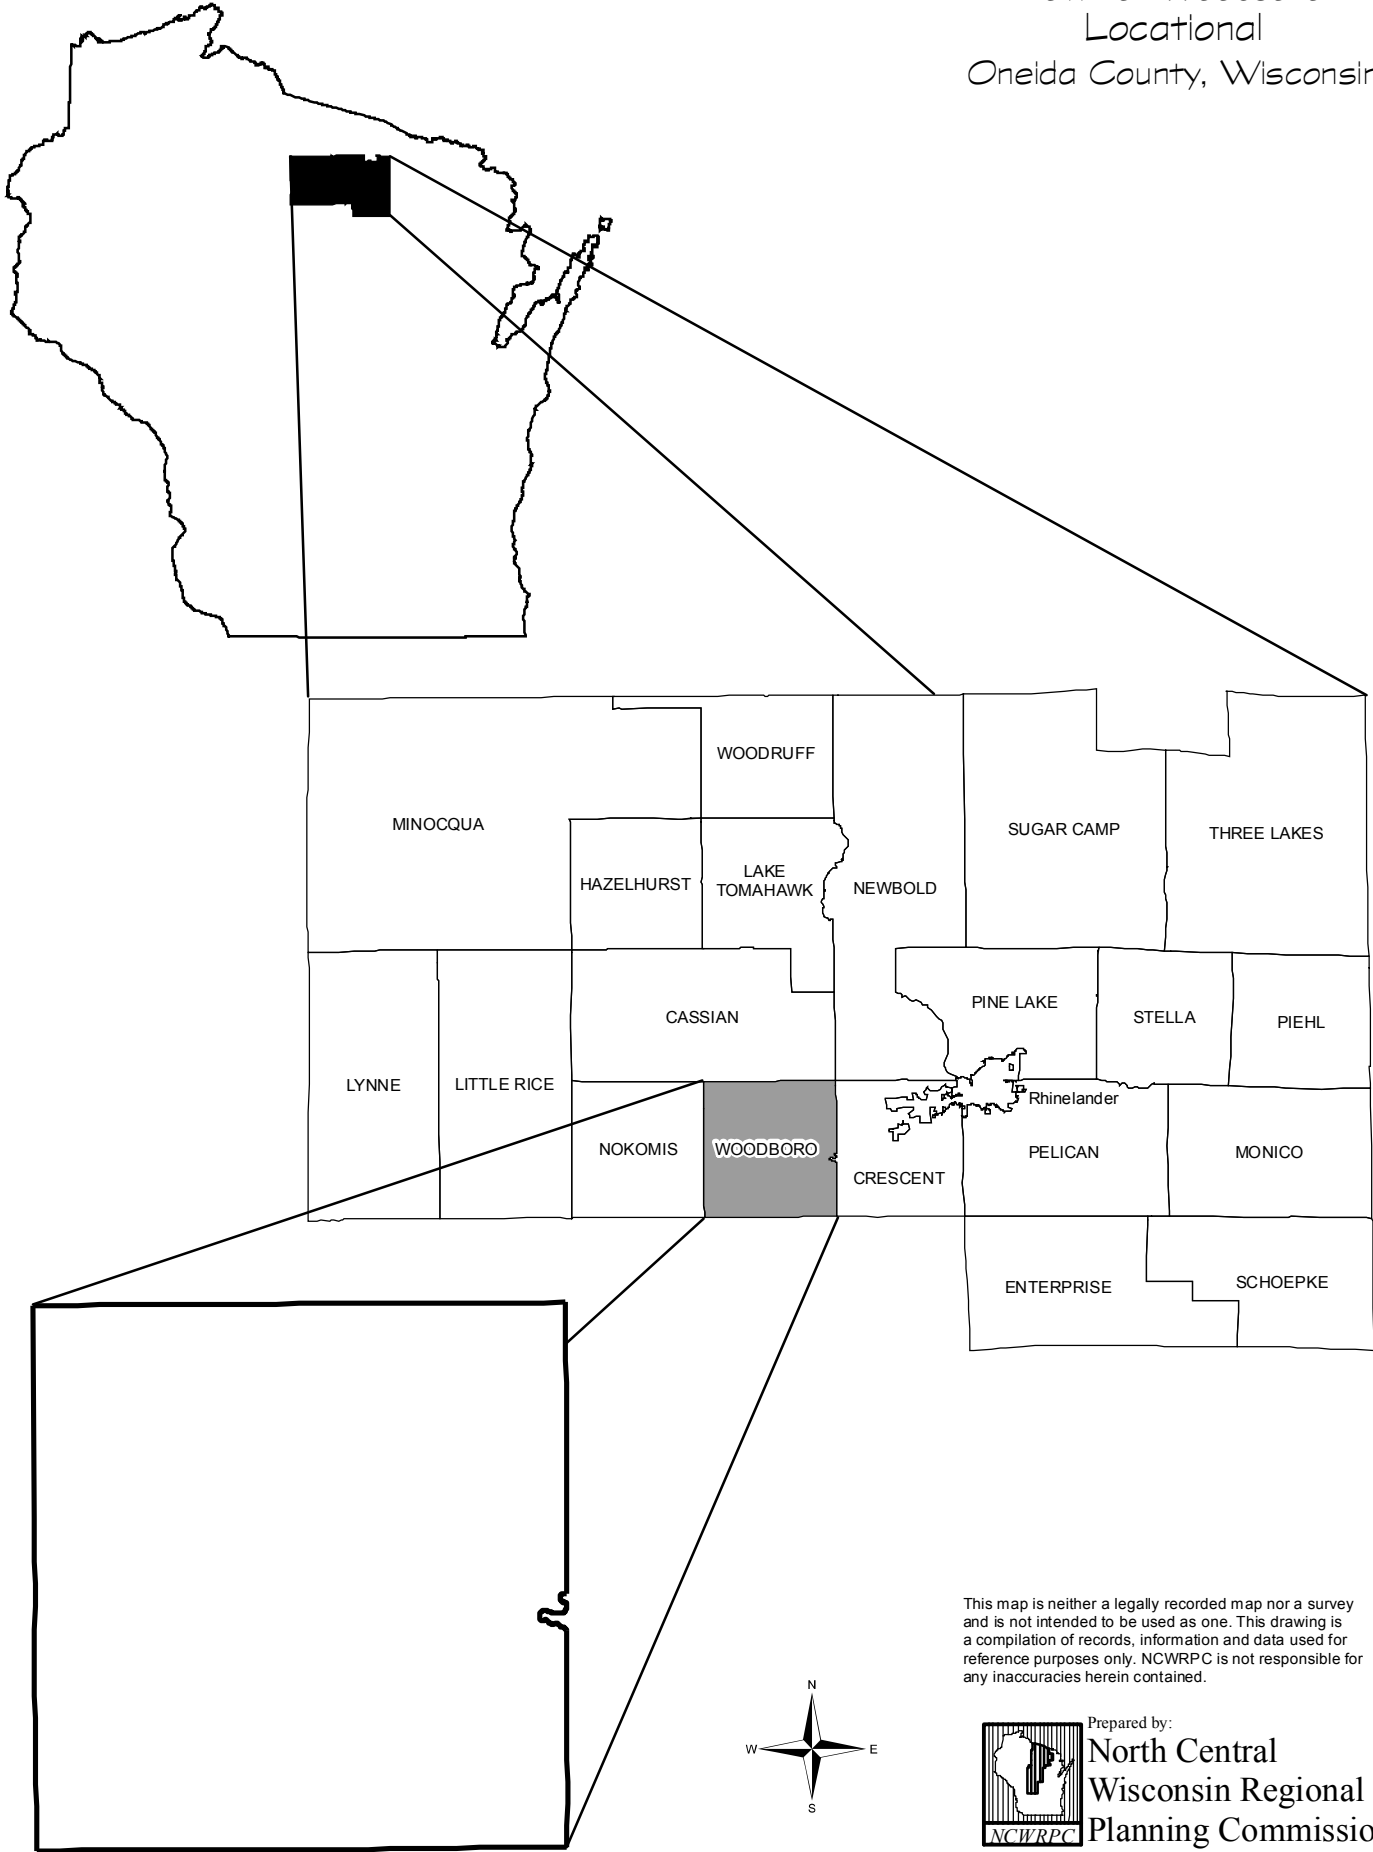 Locational
Oneida County, Wisconsin
WOODRUFF
MINOCQUA
SUGAR CAMP
THREE LAKES
HAZELHURST
LAKE
TOMAHAWK
NEWBOLD
CASSIAN
PINE LAKE
STELLA
PIEHL
LYNNE
LITTLE RICE
Rhinelander
NOKOMIS
WOODBORO
PELICAN
MONICO
CRESCENT
ENTERPRISE
SCHOEPKE
This map is neither a legally recorded map nor a survey
and is not intended to be used as one. This drawing is
a compilation of records, information and data used for
reference purposes only. NCWRPC is not responsible for
any inaccuracies herein contained.
N
W
E
S
Prepared by:
North Central
Wisconsin Regional
Planning Commissio
NCWRPC